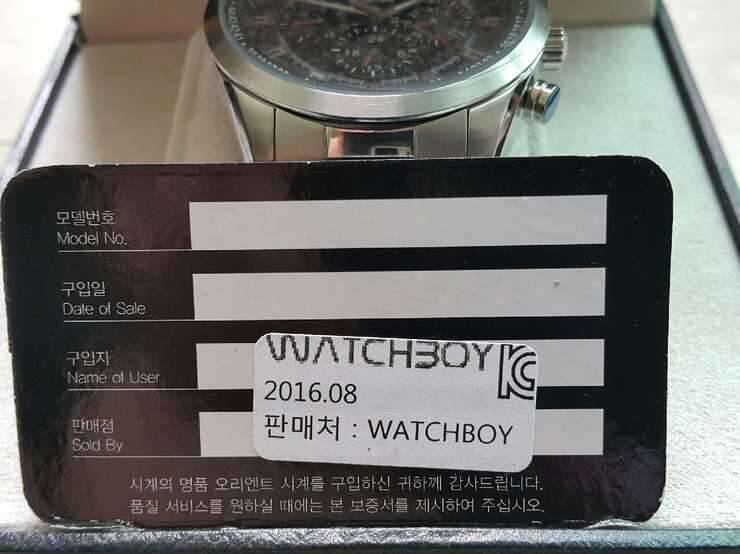 모델번호
Model No.
구입일
Date of Sale
구입자
Name of User
판매점
Sold By
WATCHBOY
2016.08
판매처 : WATCHBOY
시계의 명품 오리엔트 시계를 구입하신 귀하께 감사드립니다.
품질 서비스를 원하실 때에는 본 보증서를 제시하여 주십시오.